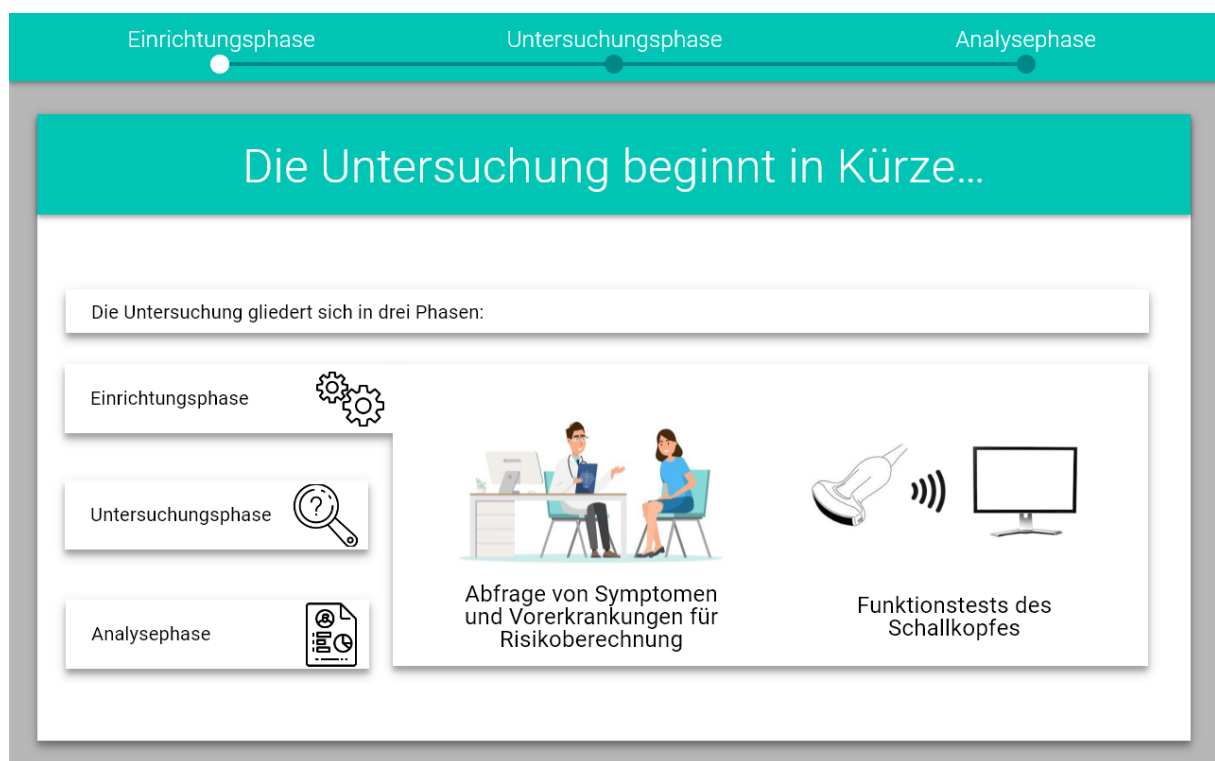 Einrichtungsphase
Untersuchungsphase
Analysephase
Die Untersuchung beginnt in Kürze...
Die Untersuchung gliedert sich in drei Phasen:
Einrichtungsphase
Untersuchungsphase
?
Analysephase
Abfrage von Symptomen
und Vorerkrankungen für
Risikoberechnung
Funktionstests des
Schallkopfes